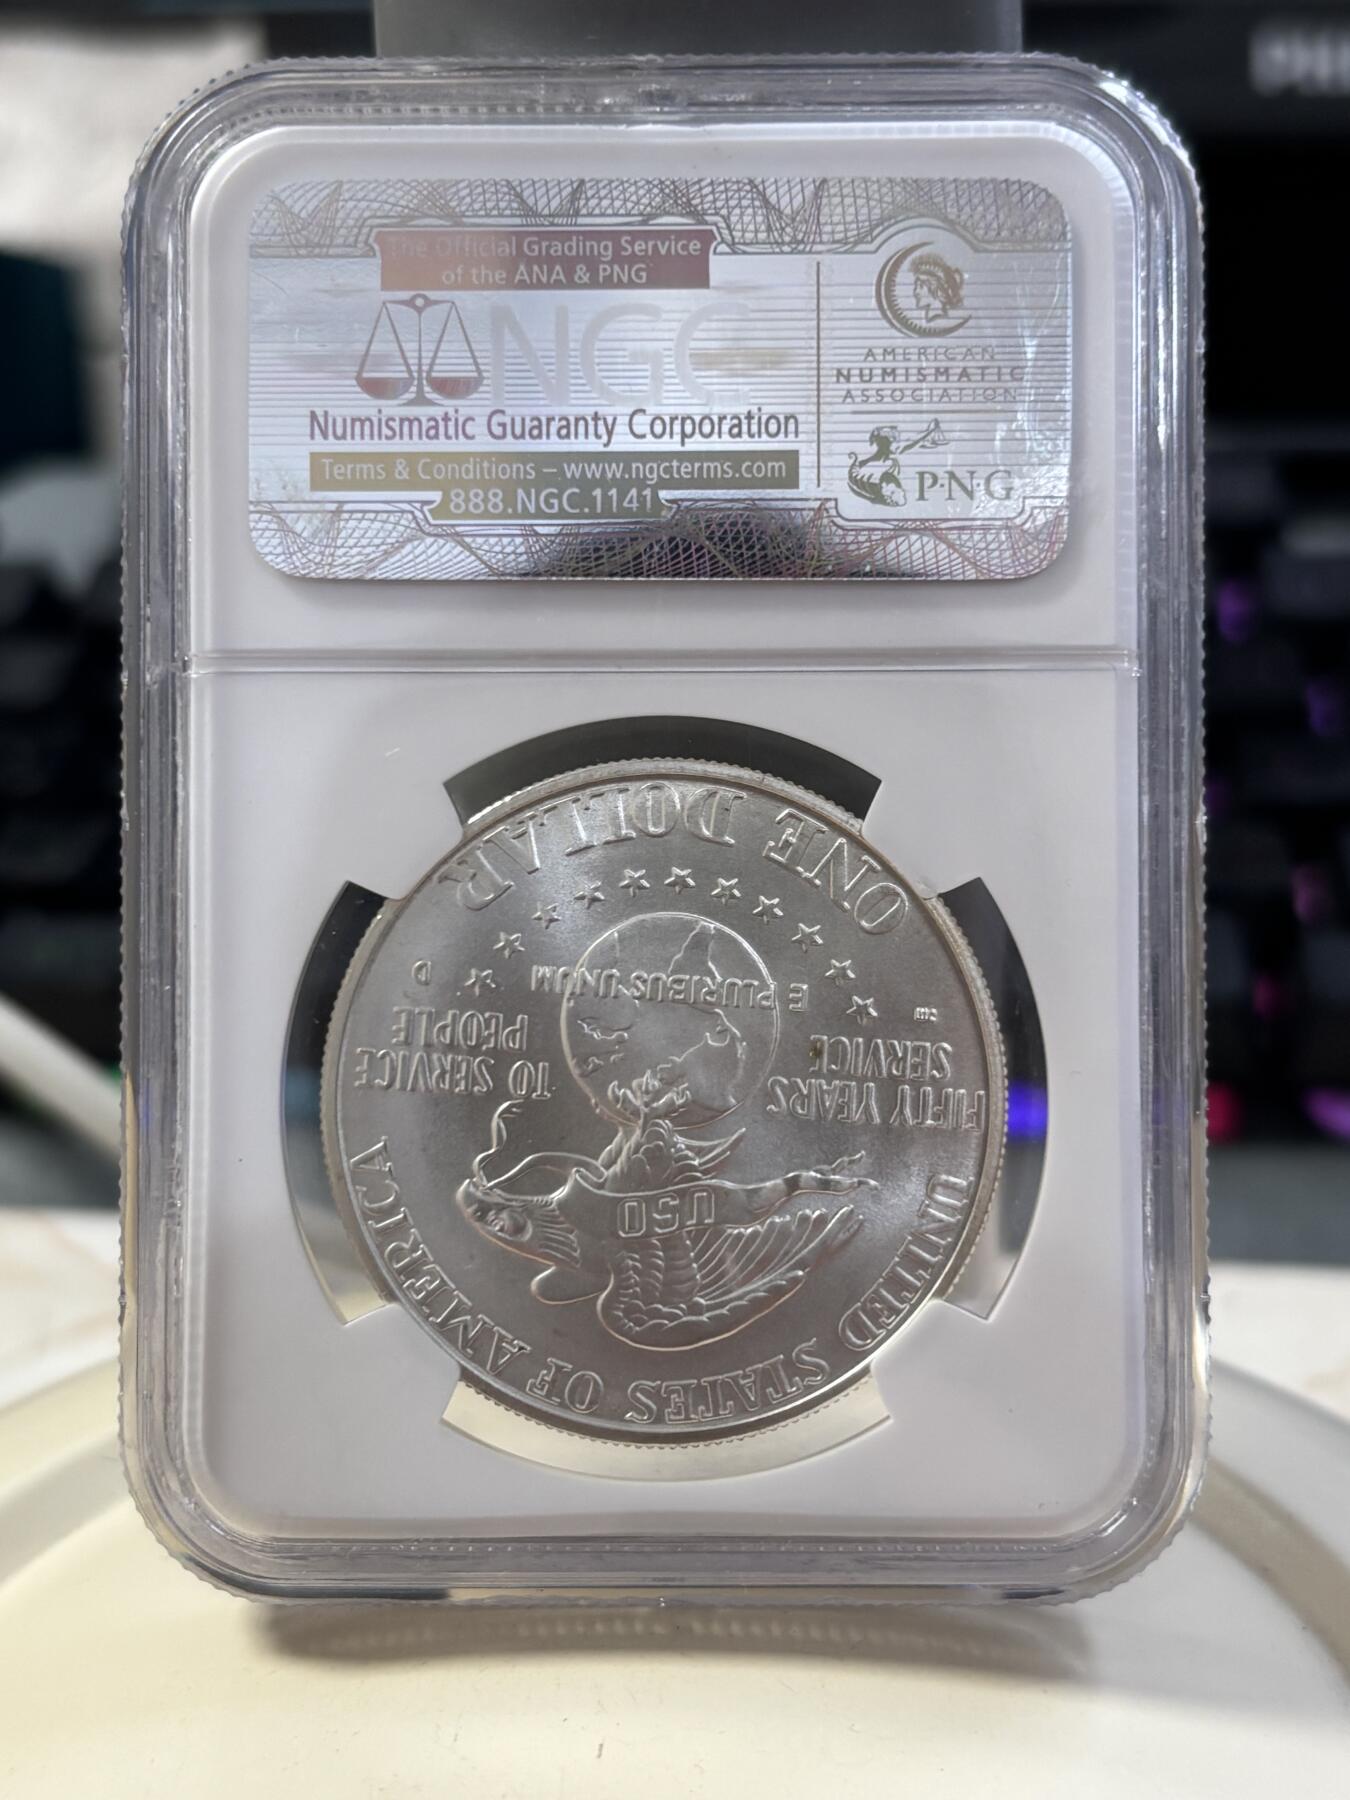 The Official Grading Service
of the ANA & PNG
NGC
Numismatic Guaranty Corporation
Terms & Conditions – www.ngcterms.com
888.NGC.1141
AMERICAN
NUMISMATIC
ASSOCIATION
P·N·G
UNITED STATES OF AMERICA
USO
FIFTY YEARS
SERVICE
TO SERVICE
PEOPLE
E PLURIBUS UNUM
D
ONE DOLLAR